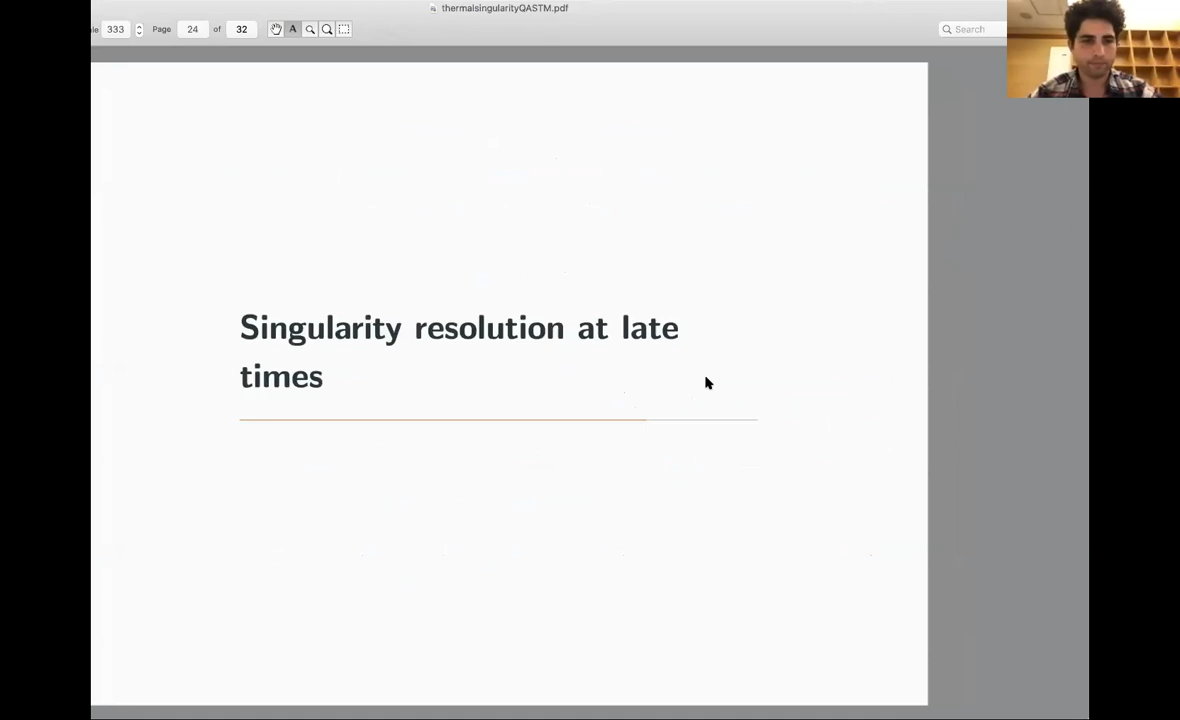 thermalsingularityQASTM.pdf
333 Page 24 of 32 A Search
Singularity resolution at late
times